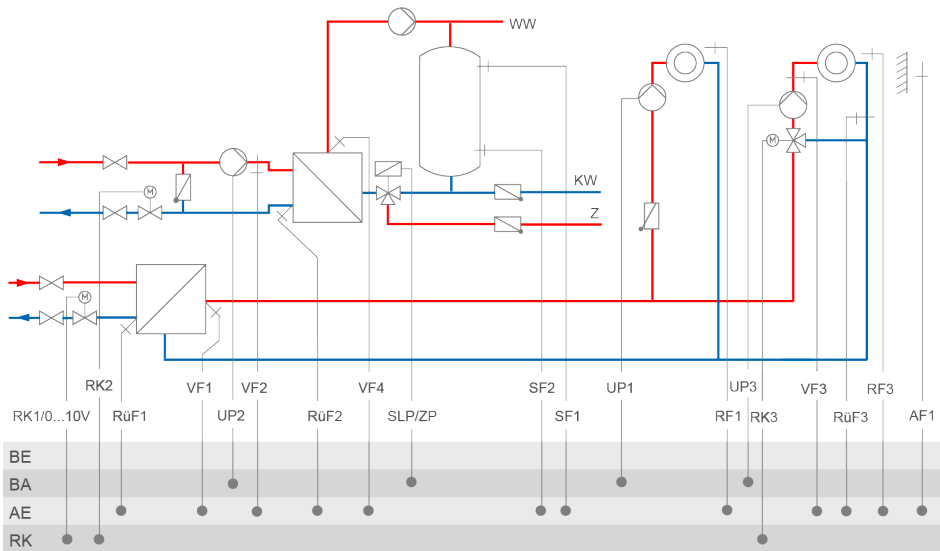 WW
KW
Z
M
M
M
RK2 VF1 VF2 VF4 SF2 UP1 UP3 VF3 RF3
RK1/0...10V RüF1 UP2 RüF2 SLP/ZP SF1 RF1 RK3 RüF3 AF1
BE
BA
AE
RK